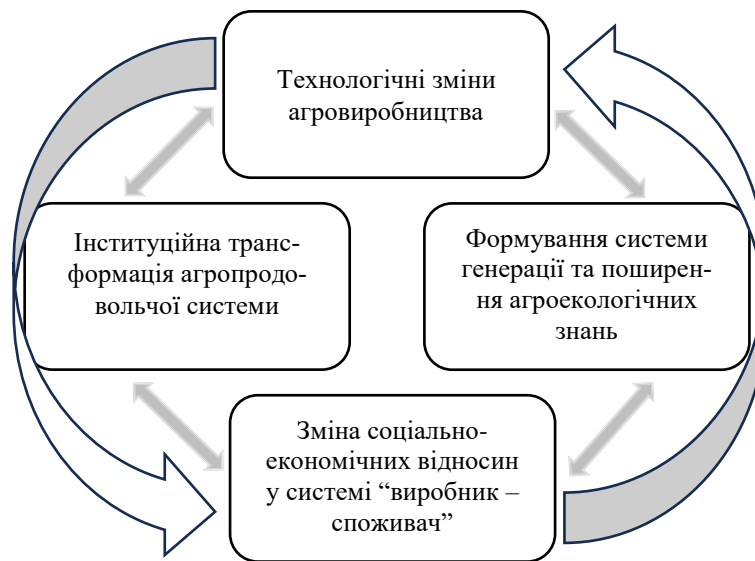 Технологічні зміни
агровиробництва
Інституційна транс-
формація агропродо-
вольчої системи
Формування системи
генерації та поширен-
ня агроекологічних
знань
Зміна соціально-
економічних відносин
у системі “виробник –
споживач”